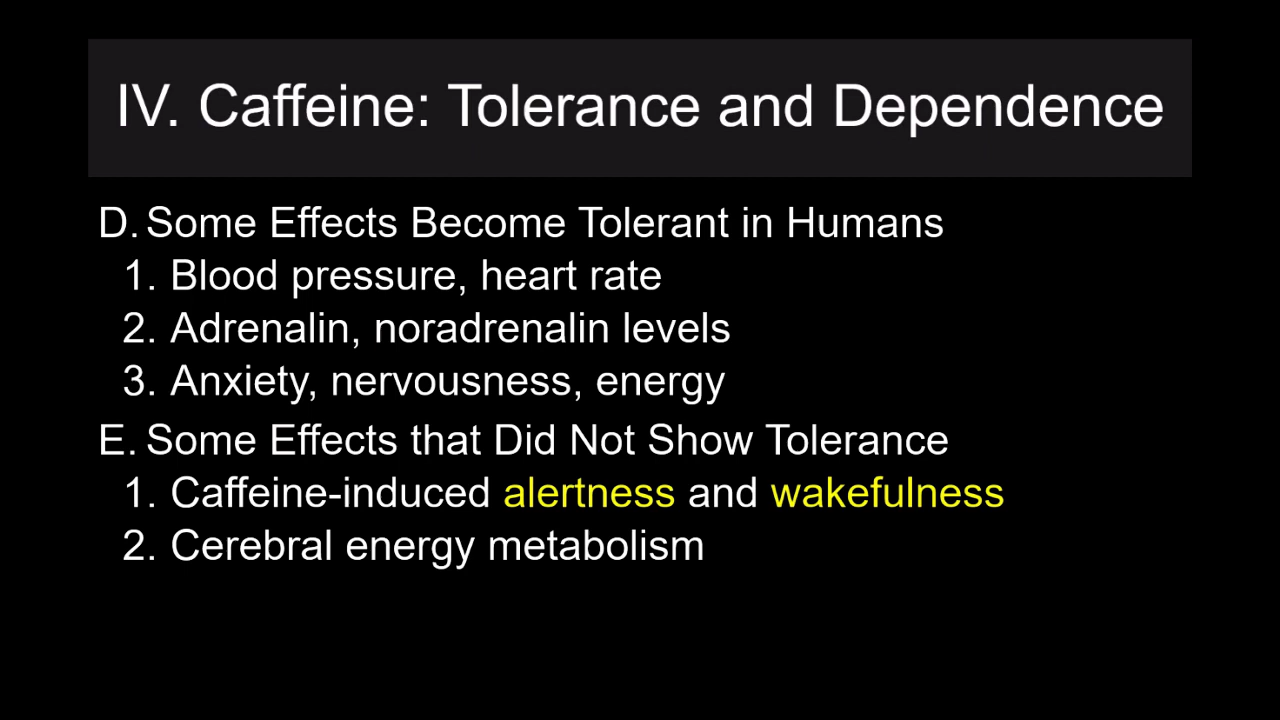 IV. Caffeine: Tolerance and Dependence
D. Some Effects Become Tolerant in Humans
1. Blood pressure, heart rate
2. Adrenalin, noradrenalin levels
3. Anxiety, nervousness, energy
E. Some Effects that Did Not Show Tolerance
1. Caffeine-induced alertness and wakefulness
2. Cerebral energy metabolism